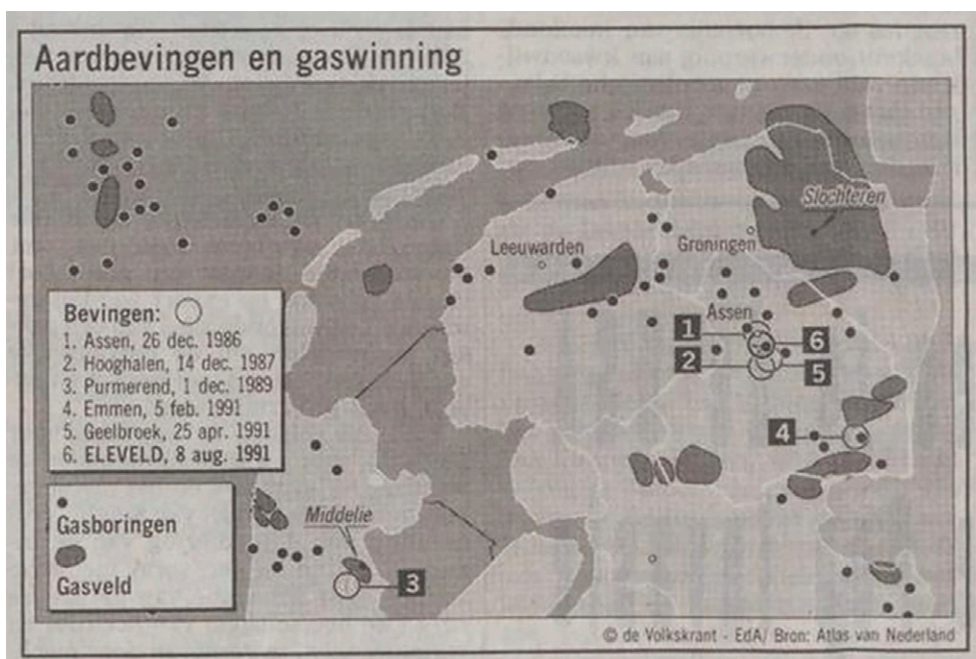 Aardbevingen en gaswinning
Slochteren
Leeuwarden
Groningen
Bevingen:
1. Assen, 26 dec. 1986
2. Hooghalen, 14 dec. 1987
3. Purmerend, 1 dec. 1989
4. Emmen, 5 feb. 1991
5. Geelbroek, 25 apr. 1991
6. ELEVELD, 8 aug. 1991
Assen
1
6
2
5
4
Gasboringen
Gasveld
Middelie
3
© de Volkskrant - EdA/ Bron: Atlas van Nederland